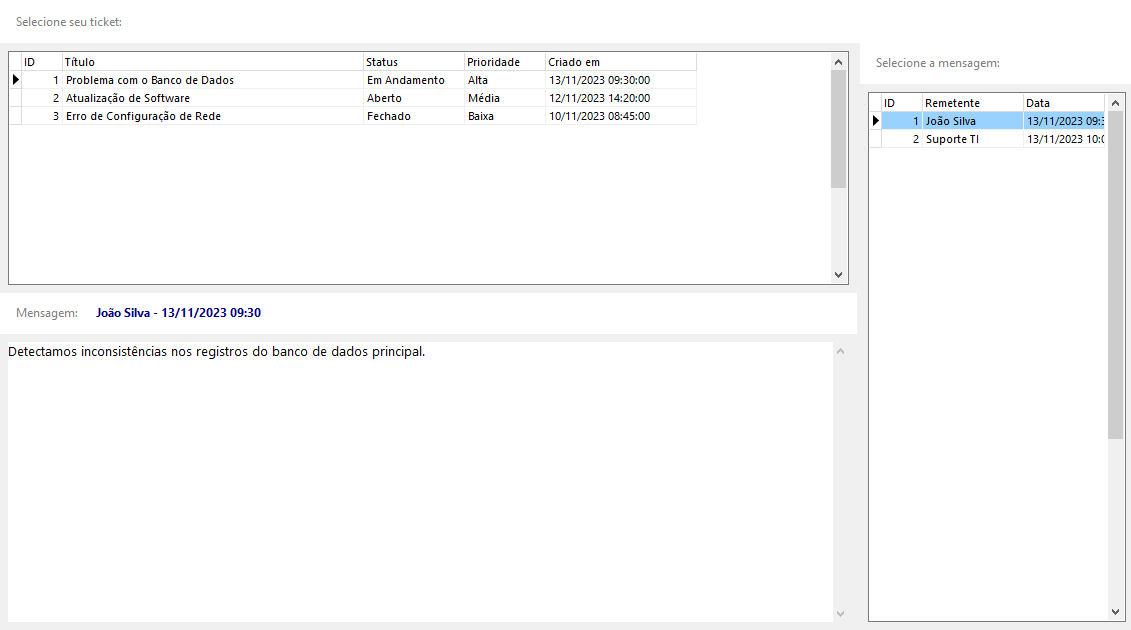 Selecione seu ticket:
ID Título Status Prioridade Criado em
1 Problema com o Banco de Dados Em Andamento Alta 13/11/2023 09:30:00
2 Atualização de Software Aberto Média 12/11/2023 14:20:00
3 Erro de Configuração de Rede Fechado Baixa 10/11/2023 08:45:00
Mensagem: João Silva - 13/11/2023 09:30
Detectamos inconsistências nos registros do banco de dados principal.
Selecione a mensagem:
ID Remetente Data
1 João Silva 13/11/2023 09:3
2 Suporte TI 13/11/2023 10:0